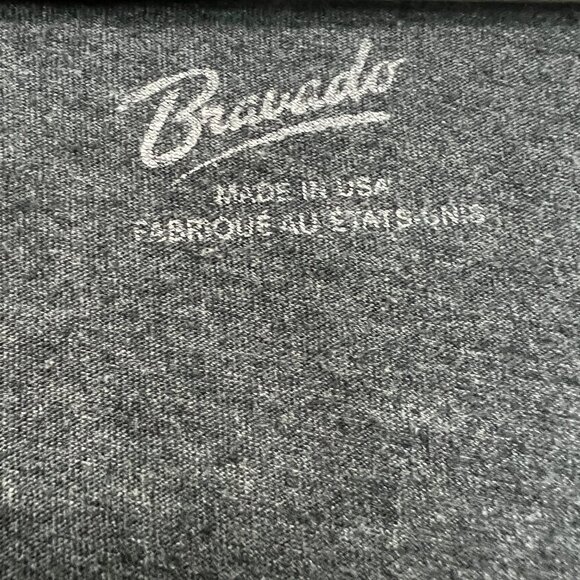 Bravado
MADE IN USA
FABRIQUÉ AU ÉTATS-UNIS